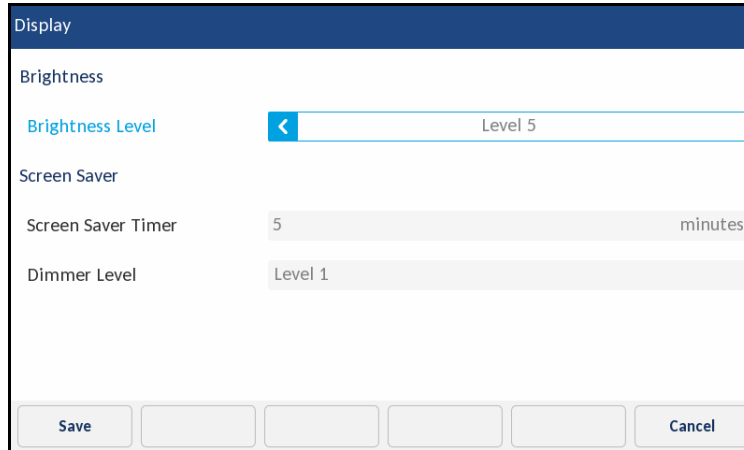 Display
Brightness
Brightness Level Level 5
Screen Saver
Screen Saver Timer 5 minutes
Dimmer Level Level 1
Save Cancel